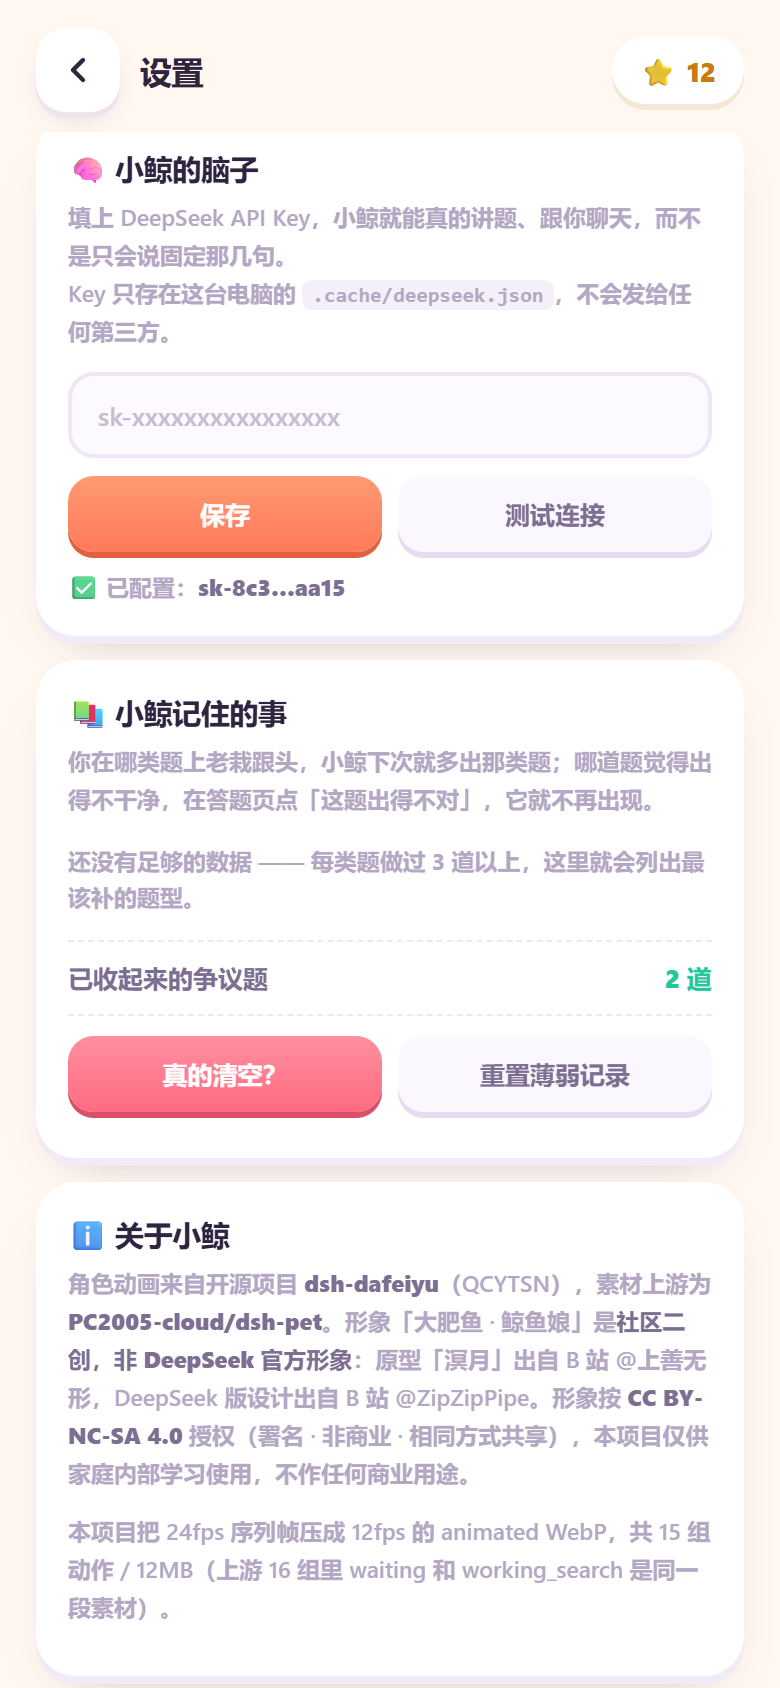 设置
12
小鲸的脑子
填上 DeepSeek API Key，小鲸就能真的讲题、跟你聊天，而不
是只会说固定那几句。
Key 只存在这台电脑的 .cache/deepseek.json，不会发给任
何第三方。
sk-xxxxxxxxxxxxxxxx
保存
测试连接
已配置：sk-8c3...aa15
小鲸记住的事
你在哪类题上老栽跟头，小鲸下次就多出那类题；哪道题觉得出
得不干净，在答题页点「这题出得不对」，它就不再出现。
还没有足够的数据 —— 每类题做过 3 道以上，这里就会列出最
该补的题型。
已收起来的争议题
2 道
真的清空？
重置薄弱记录
关于小鲸
角色动画来自开源项目 dsh-dafeiyu（QCYTSN），素材上游为
PC2005-cloud/dsh-pet。形象「大肥鱼 · 鲸鱼娘」是社区二
创，非 DeepSeek 官方形象：原型「溟月」出自 B 站 @上善无
形，DeepSeek 版设计出自 B 站 @ZipZipPipe。形象按 CC BY-
NC-SA 4.0 授权（署名 · 非商业 · 相同方式共享），本项目仅供
家庭内部学习使用，不作任何商业用途。
本项目把 24fps 序列帧压成 12fps 的 animated WebP，共 15 组
动作 / 12MB（上游 16 组里 waiting 和 working_search 是同一
段素材）。